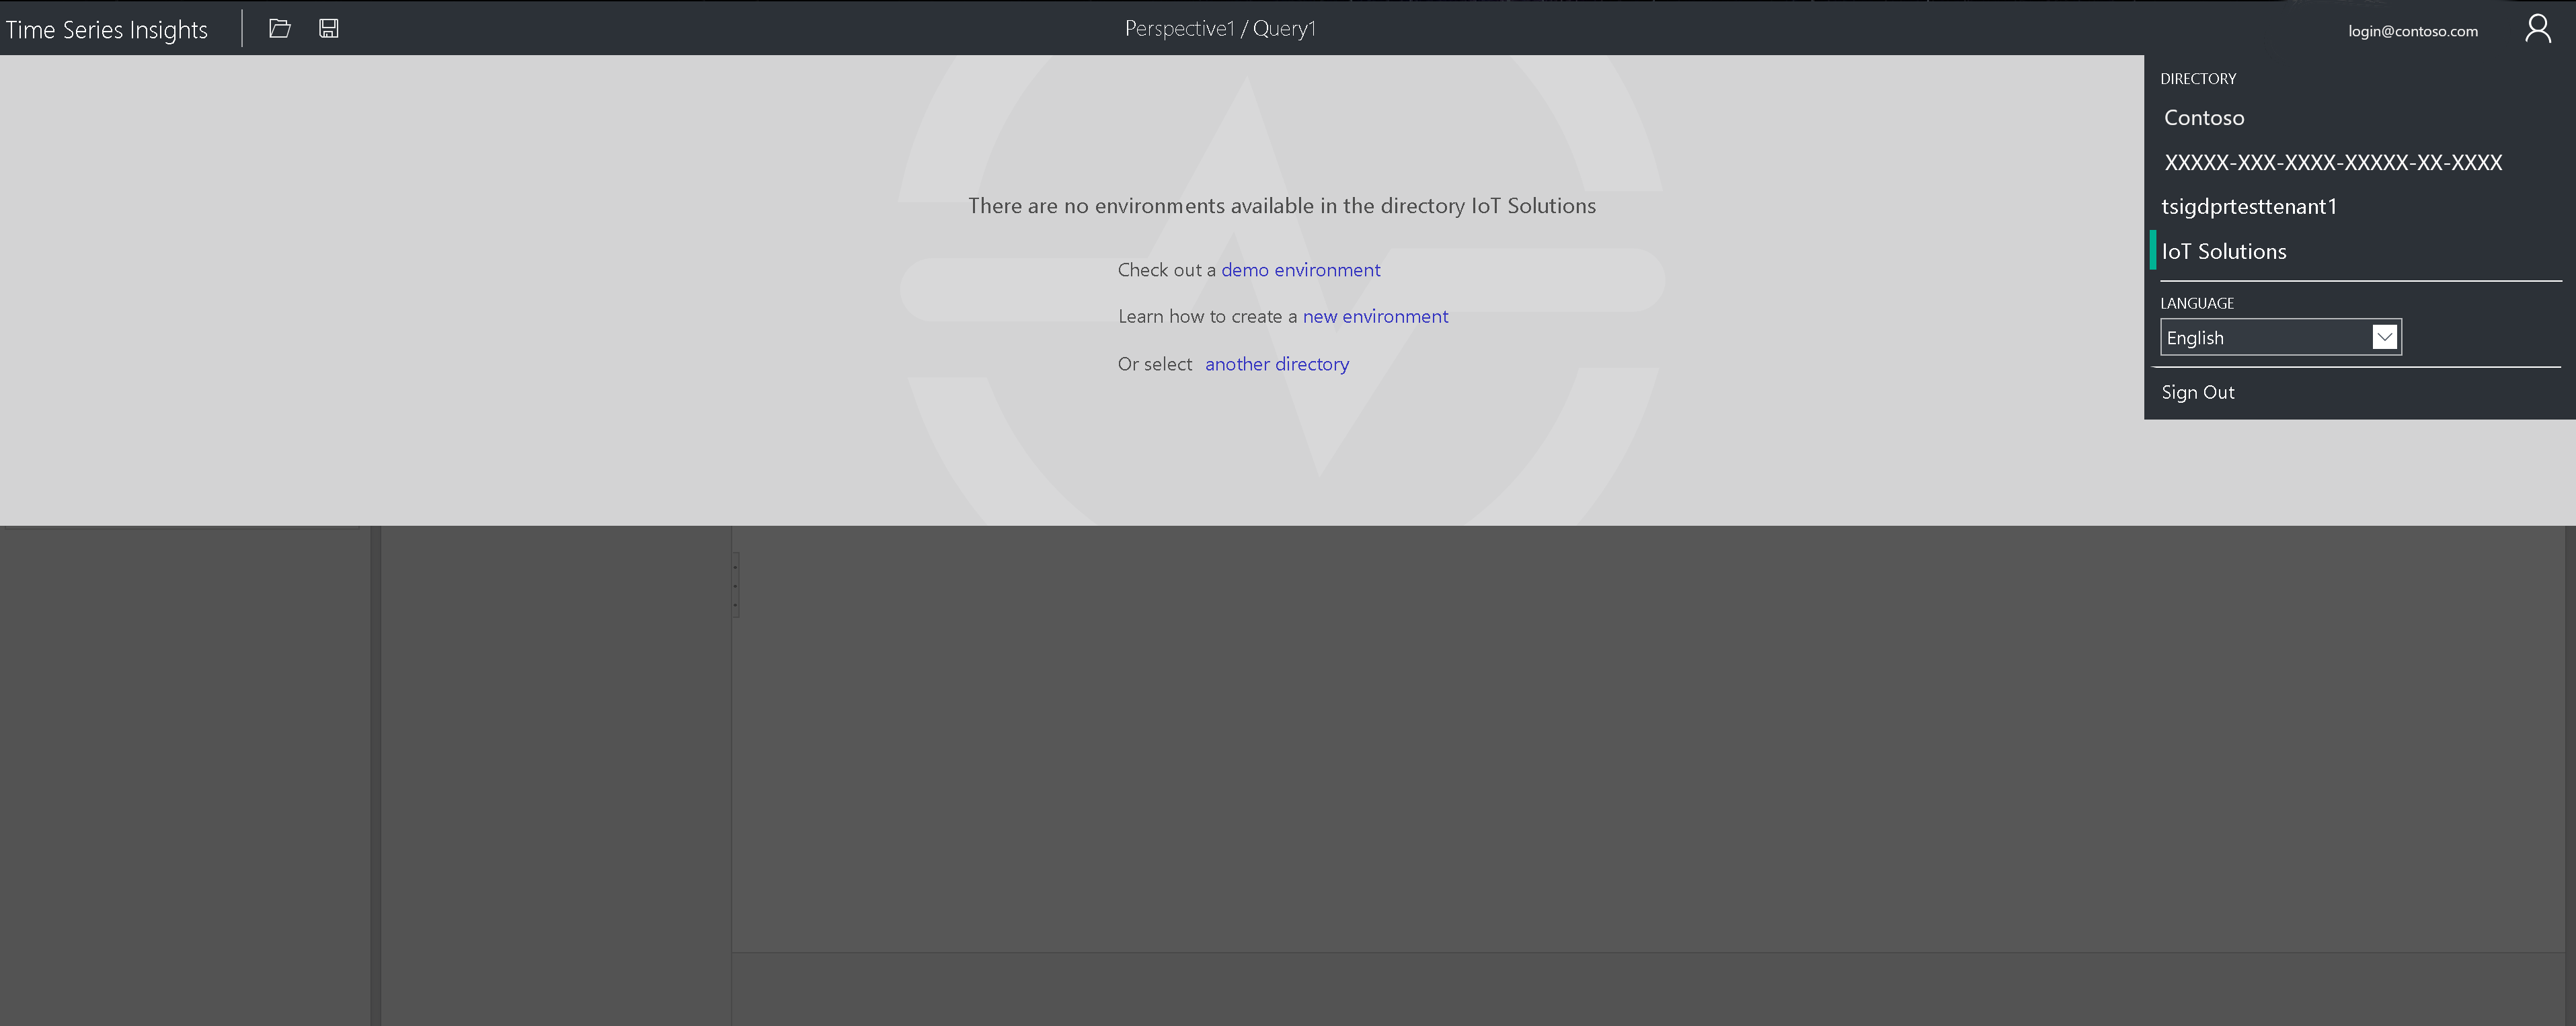 Time Series Insights
Perspective1 / Query1
login@contoso.com
DIRECTORY
Contoso
XXXXX-XXX-XXXX-XXXXX-XX-XXXX
tsigdprtesttenant1
IoT Solutions
LANGUAGE
English
Sign Out
There are no environments available in the directory IoT Solutions
Check out a demo environment
Learn how to create a new environment
Or select another directory